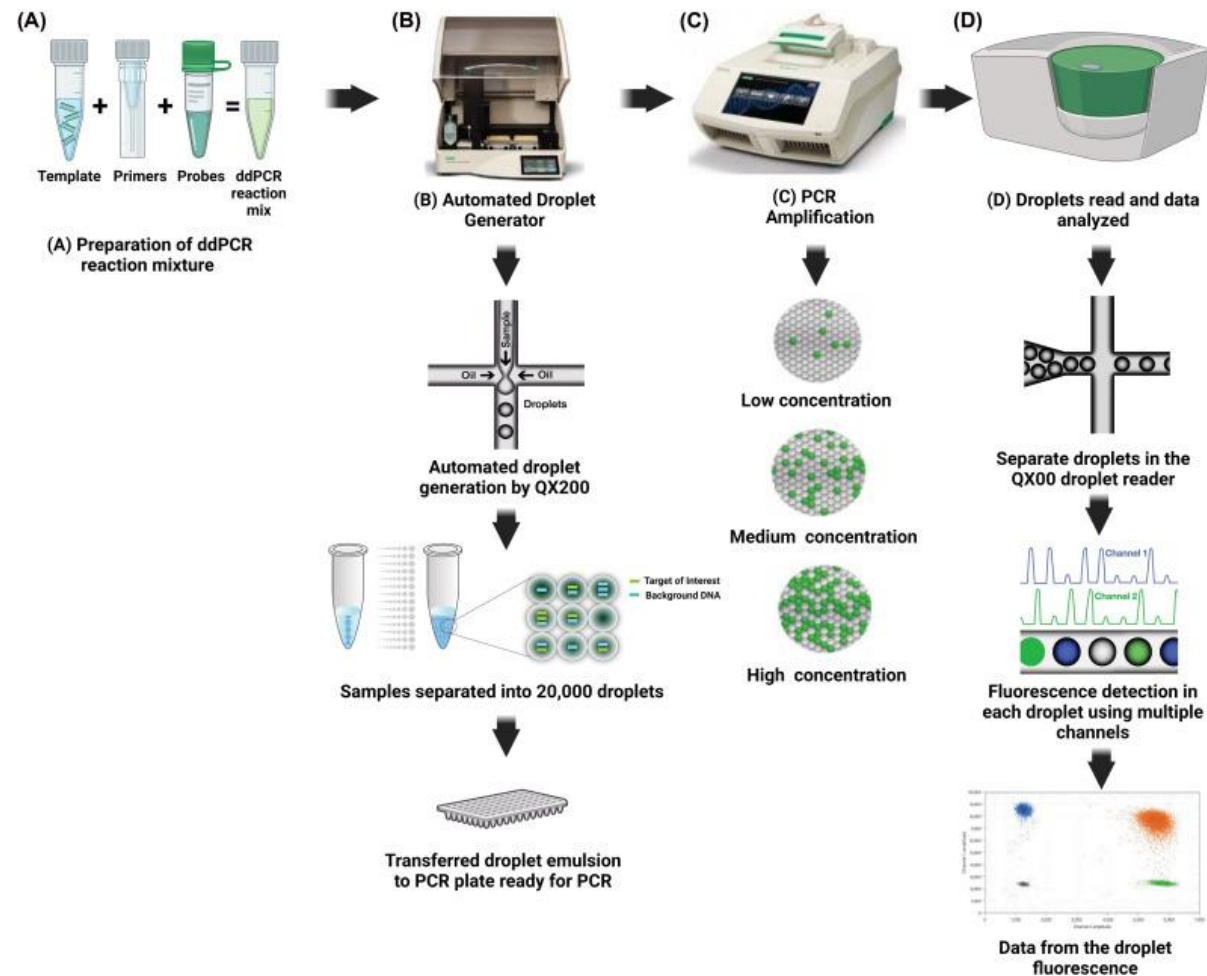 (A)
Template
+
Primers
+
Probes
=
ddPCR
reaction
mix
(A) Preparation of ddPCR
reaction mixture
(B)
(B) Automated Droplet
Generator
Sample
Oil
Oil
Droplets
Automated droplet
generation by QX200
Target of Interest
Background DNA
Samples separated into 20,000 droplets
Transferred droplet emulsion
to PCR plate ready for PCR
(C)
(C) PCR
Amplification
Low concentration
Medium concentration
High concentration
(D)
(D) Droplets read and data
analyzed
Separate droplets in the
QX00 droplet reader
Channel 1
Channel 2
Fluorescence detection in
each droplet using multiple
channels
Data from the droplet
fluorescence